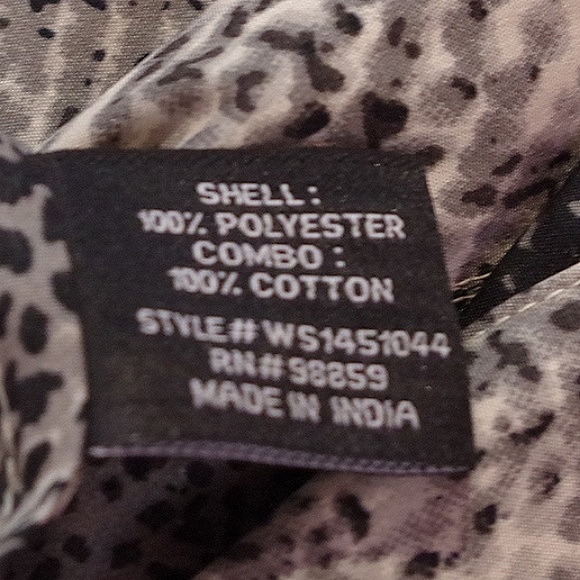 SHELL:
100% POLYESTER
COMBO:
100% COTTON
STYLE# WS1451044
RN#98859
MADE IN INDIA